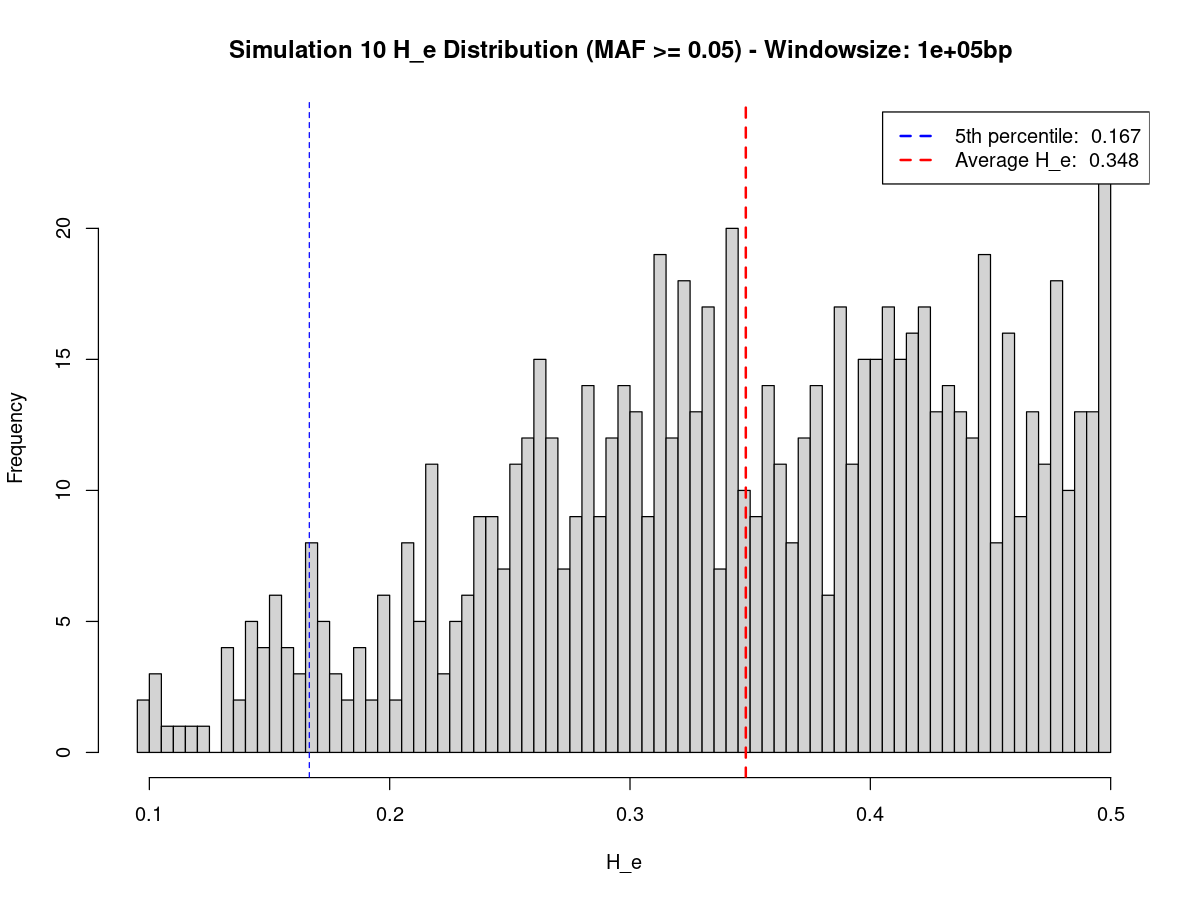 Simulation 10 H_e Distribution (MAF >= 0.05) - Windowsize: 1e+05bp
5th percentile: 0.167
Average H_e: 0.348
Frequency
20
15
10
5
0
0.1 0.2 0.3 0.4 0.5
H_e